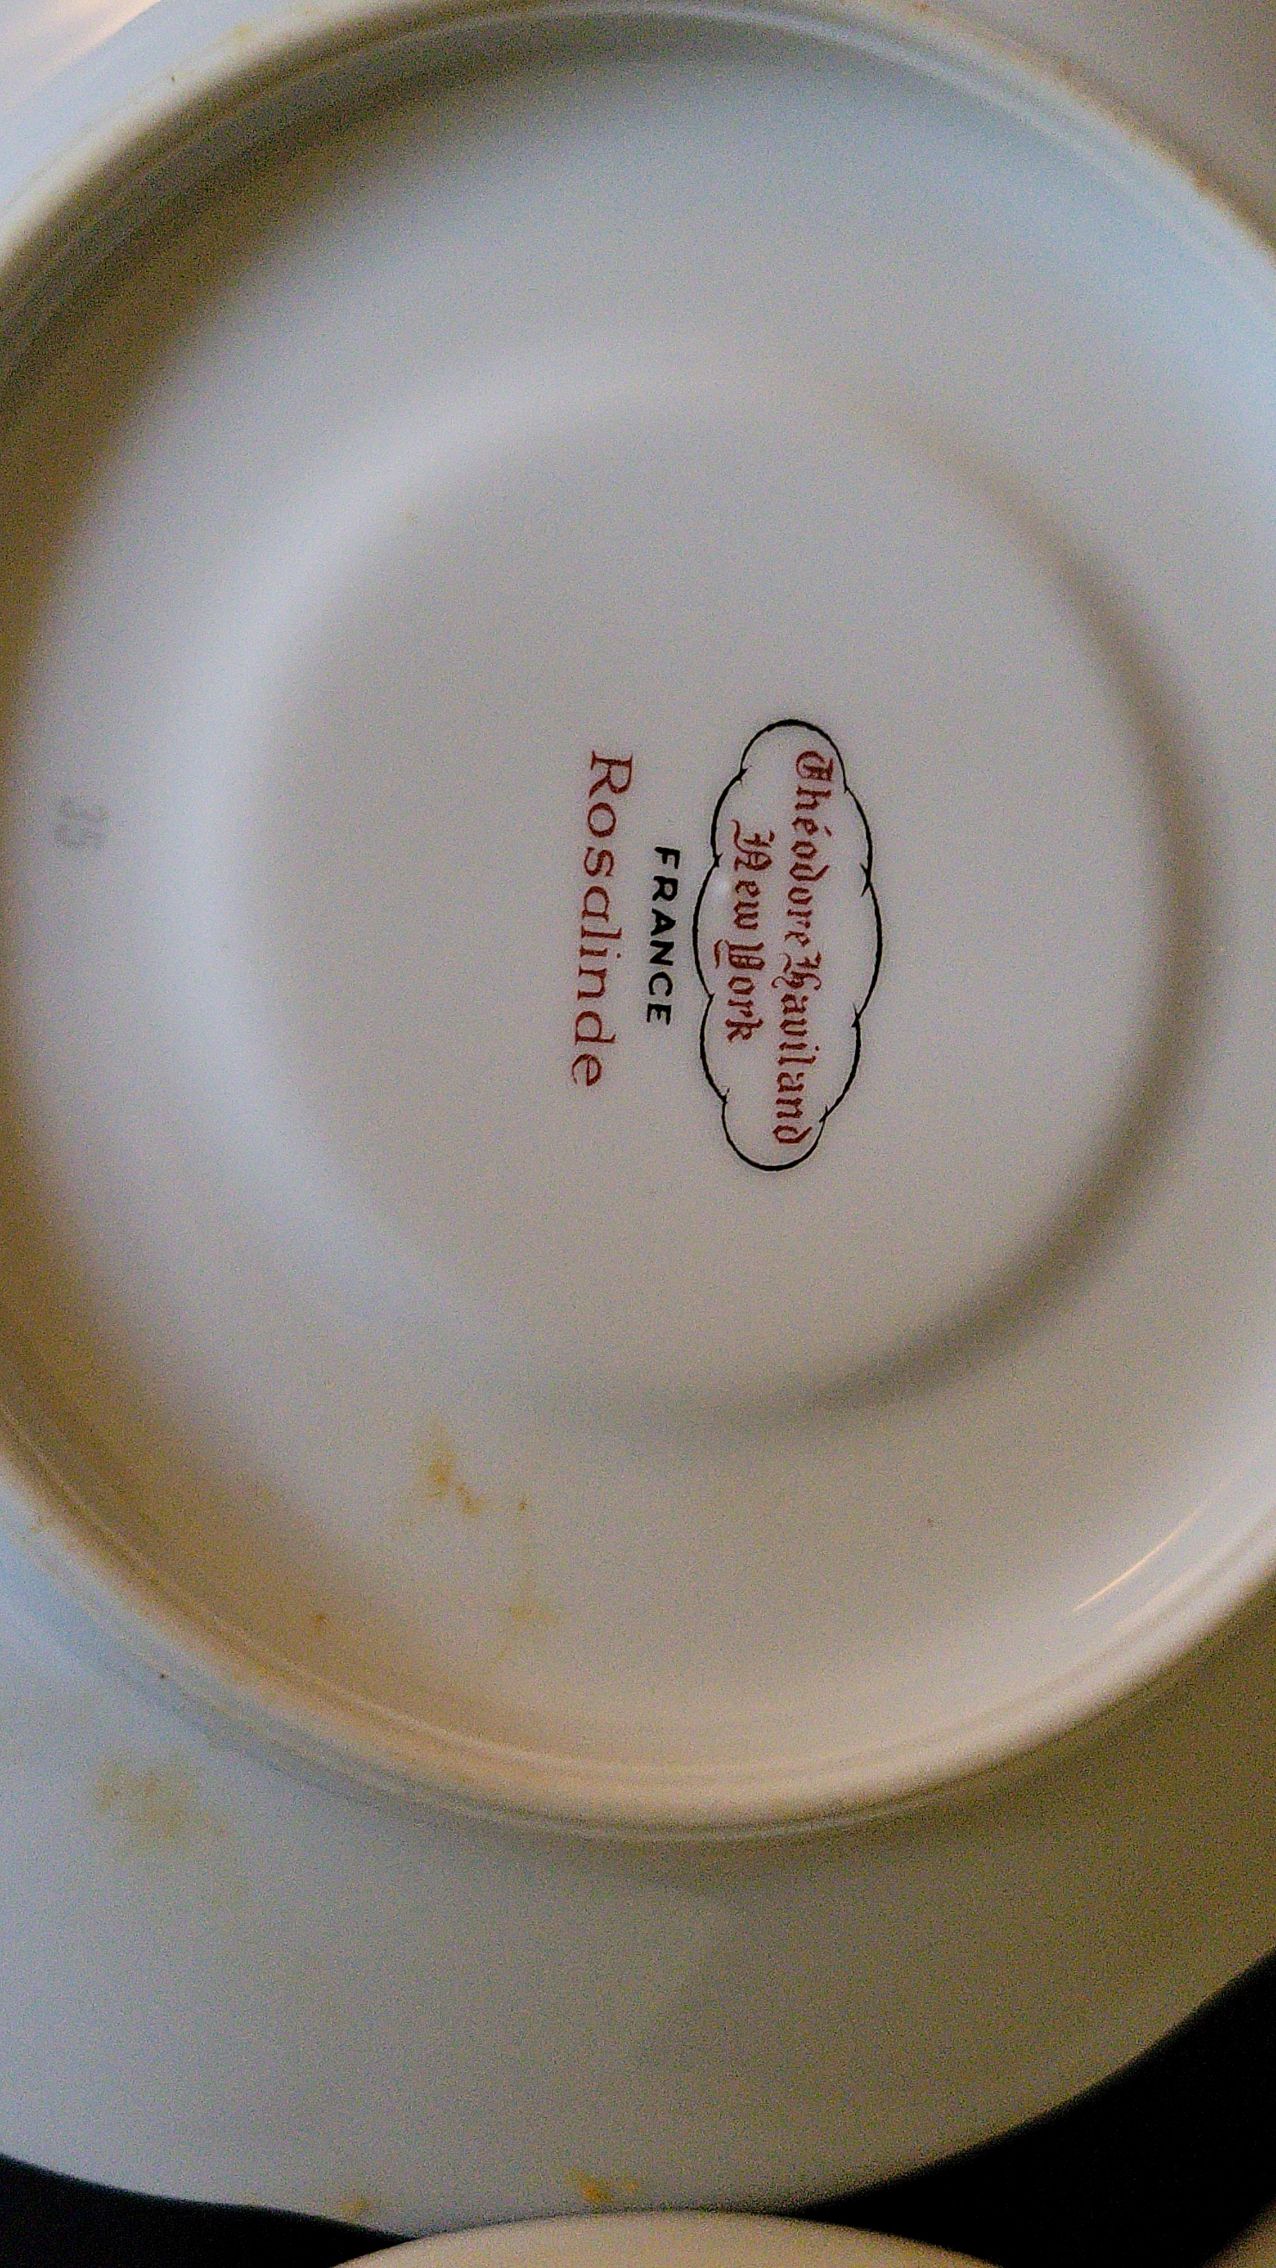 Théodore Haviland
New York
FRANCE
Rosalinde